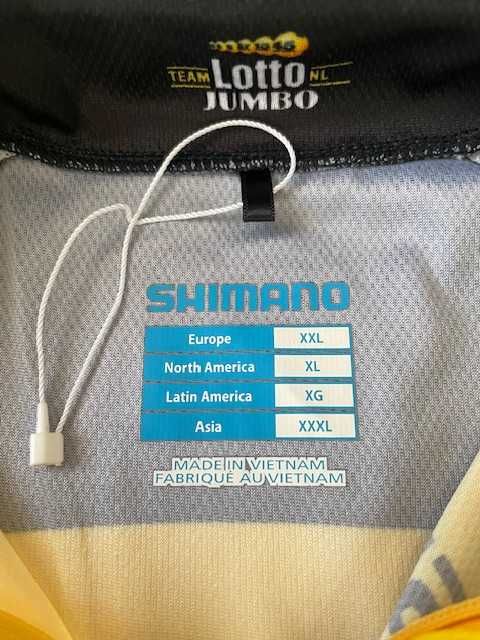 TEAM Lotto NL
JUMBO
SHIMANO
Europe XXL
North America XL
Latin America XG
Asia XXXL
MADE IN VIETNAM
FABRIQUÉ AU VIETNAM